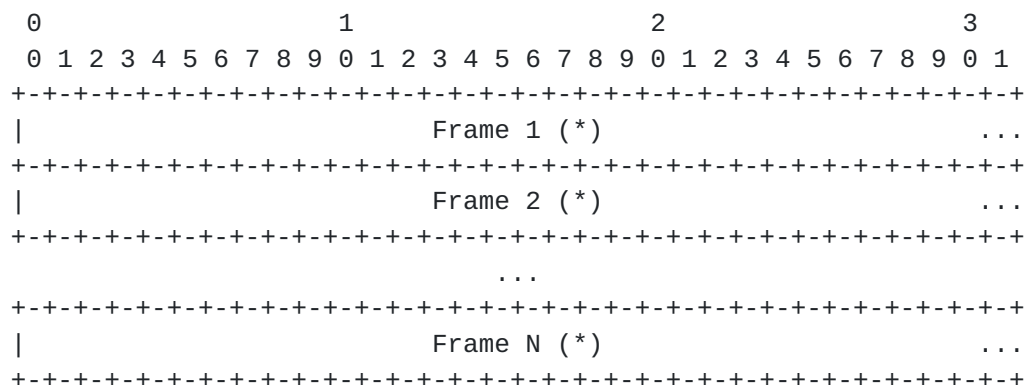 0                   1                   2                   3
 0 1 2 3 4 5 6 7 8 9 0 1 2 3 4 5 6 7 8 9 0 1 2 3 4 5 6 7 8 9 0 1
+-+-+-+-+-+-+-+-+-+-+-+-+-+-+-+-+-+-+-+-+-+-+-+-+-+-+-+-+-+-+-+-+
|                          Frame 1 (*)                        ...
+-+-+-+-+-+-+-+-+-+-+-+-+-+-+-+-+-+-+-+-+-+-+-+-+-+-+-+-+-+-+-+-+
|                          Frame 2 (*)                        ...
+-+-+-+-+-+-+-+-+-+-+-+-+-+-+-+-+-+-+-+-+-+-+-+-+-+-+-+-+-+-+-+-+
                               ...
+-+-+-+-+-+-+-+-+-+-+-+-+-+-+-+-+-+-+-+-+-+-+-+-+-+-+-+-+-+-+-+-+
|                          Frame N (*)                        ...
+-+-+-+-+-+-+-+-+-+-+-+-+-+-+-+-+-+-+-+-+-+-+-+-+-+-+-+-+-+-+-+-+